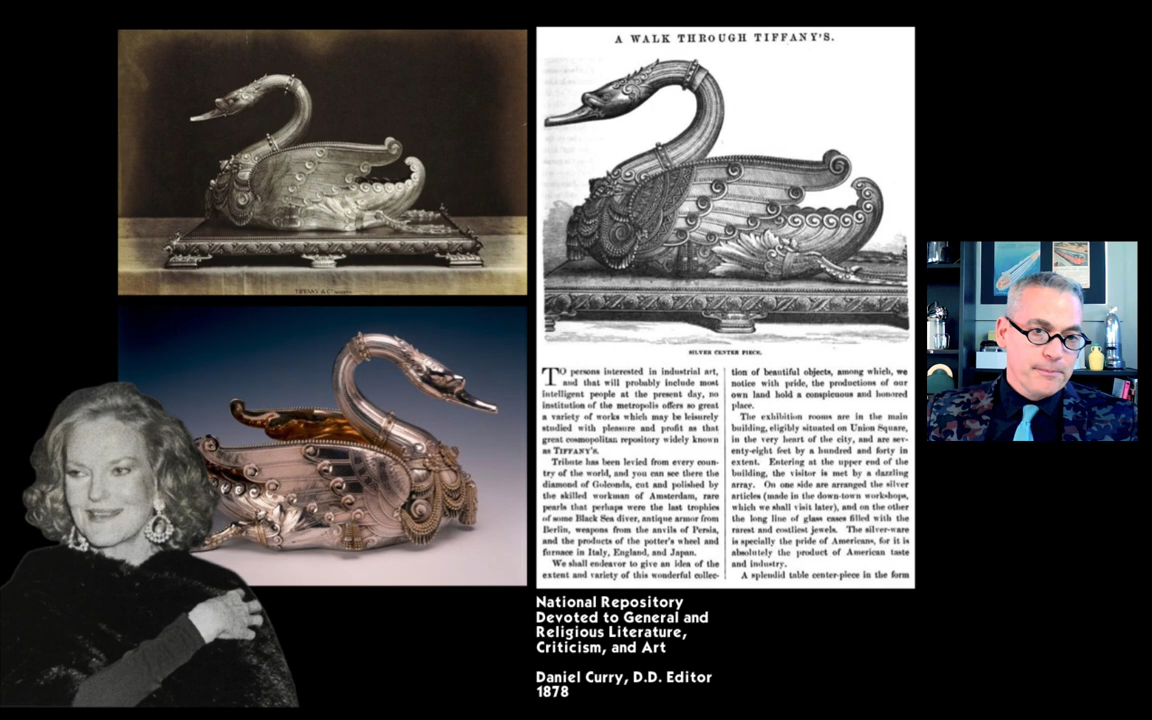 A WALK THROUGH TIFFANY'S.
TIFFANY & Co
SILVER CENTER PIECE.
TO persons interested in industrial art,
and that will probably include most
intelligent people at the present day, no
institution of the metropolis offers so great
a variety of works which may be leisurely
studied with pleasure and profit as that
great cosmopolitan repository widely known
as TIFFANY'S.
Tribute has been levied from every coun-
try of the world, and you can see there the
diamond of Golconda, cut and polished by
the skilled workman of Amsterdam, rare
pearls that perhaps were the last trophies
of some Black Sea diver, antique armor from
Berlin, weapons from the anvils of Persia,
and the products of the potter's wheel and
furnace in Italy, England, and Japan.
We shall endeavor to give an idea of the
extent and variety of this wonderful collec-
tion of beautiful objects, among which, we
notice with pride, the productions of our
own land hold a conspicuous and honored
place.
The exhibition rooms are in the main
building, eligibly situated on Union Square,
in the very heart of the city, and are sev-
enty-eight feet by a hundred and forty in
extent. Entering at the upper end of the
building, the visitor is met by a dazzling
array. On one side are arranged the silver
articles (made in the down-town workshops,
which we shall visit later), and on the other
the long line of glass cases filled with the
rarest and costliest jewels. The silver-ware
is specially the pride of Americans, for it is
absolutely the product of American taste
and industry.
A splendid table center-piece in the form
National Repository
Devoted to General and
Religious Literature,
Criticism, and Art
Daniel Curry, D.D. Editor
1878